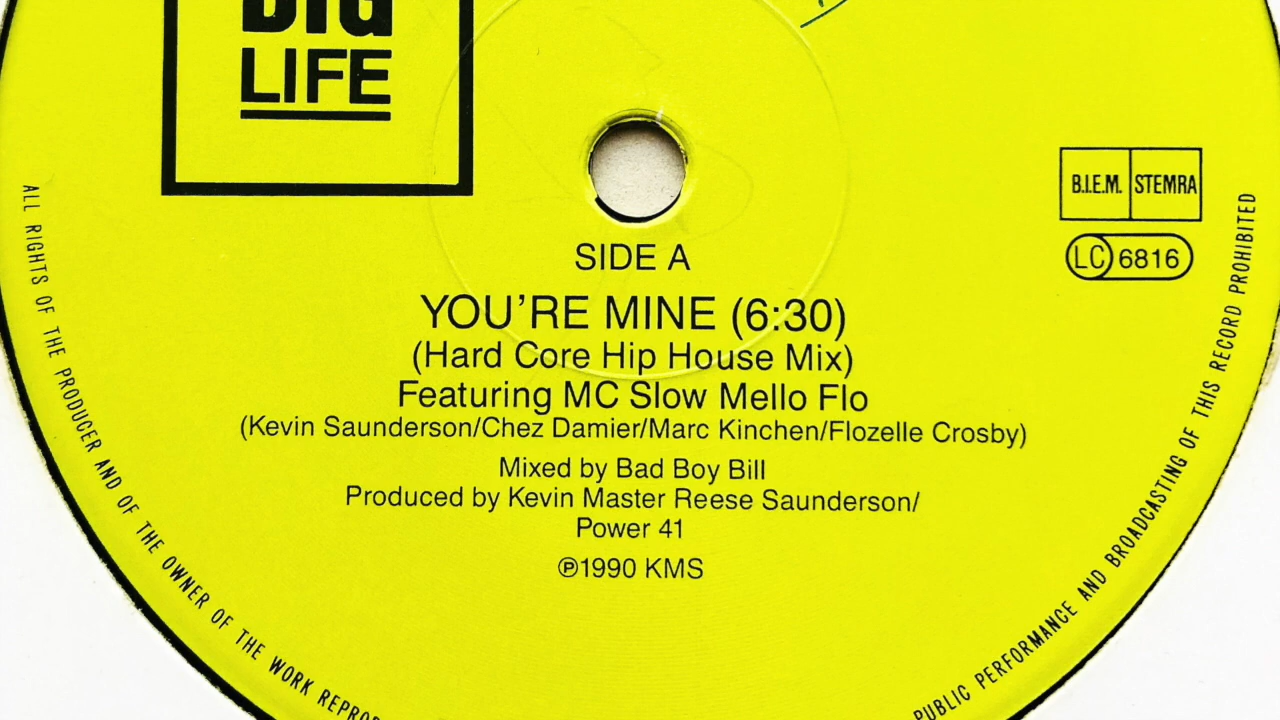 BIG
LIFE
B.I.E.M. STEMRA
LC 6816
SIDE A
YOU'RE MINE (6:30)
(Hard Core Hip House Mix)
Featuring MC Slow Mello Flo
(Kevin Saunderson/Chez Damier/Marc Kinchen/Flozelle Crosby)
Mixed by Bad Boy Bill
Produced by Kevin Master Reese Saunderson/
Power 41
℗1990 KMS
ALL RIGHTS OF THE PRODUCER AND OF THE OWNER OF THE WORK REPROD
PUBLIC PERFORMANCE AND BROADCASTING OF THIS RECORD PROHIBITED